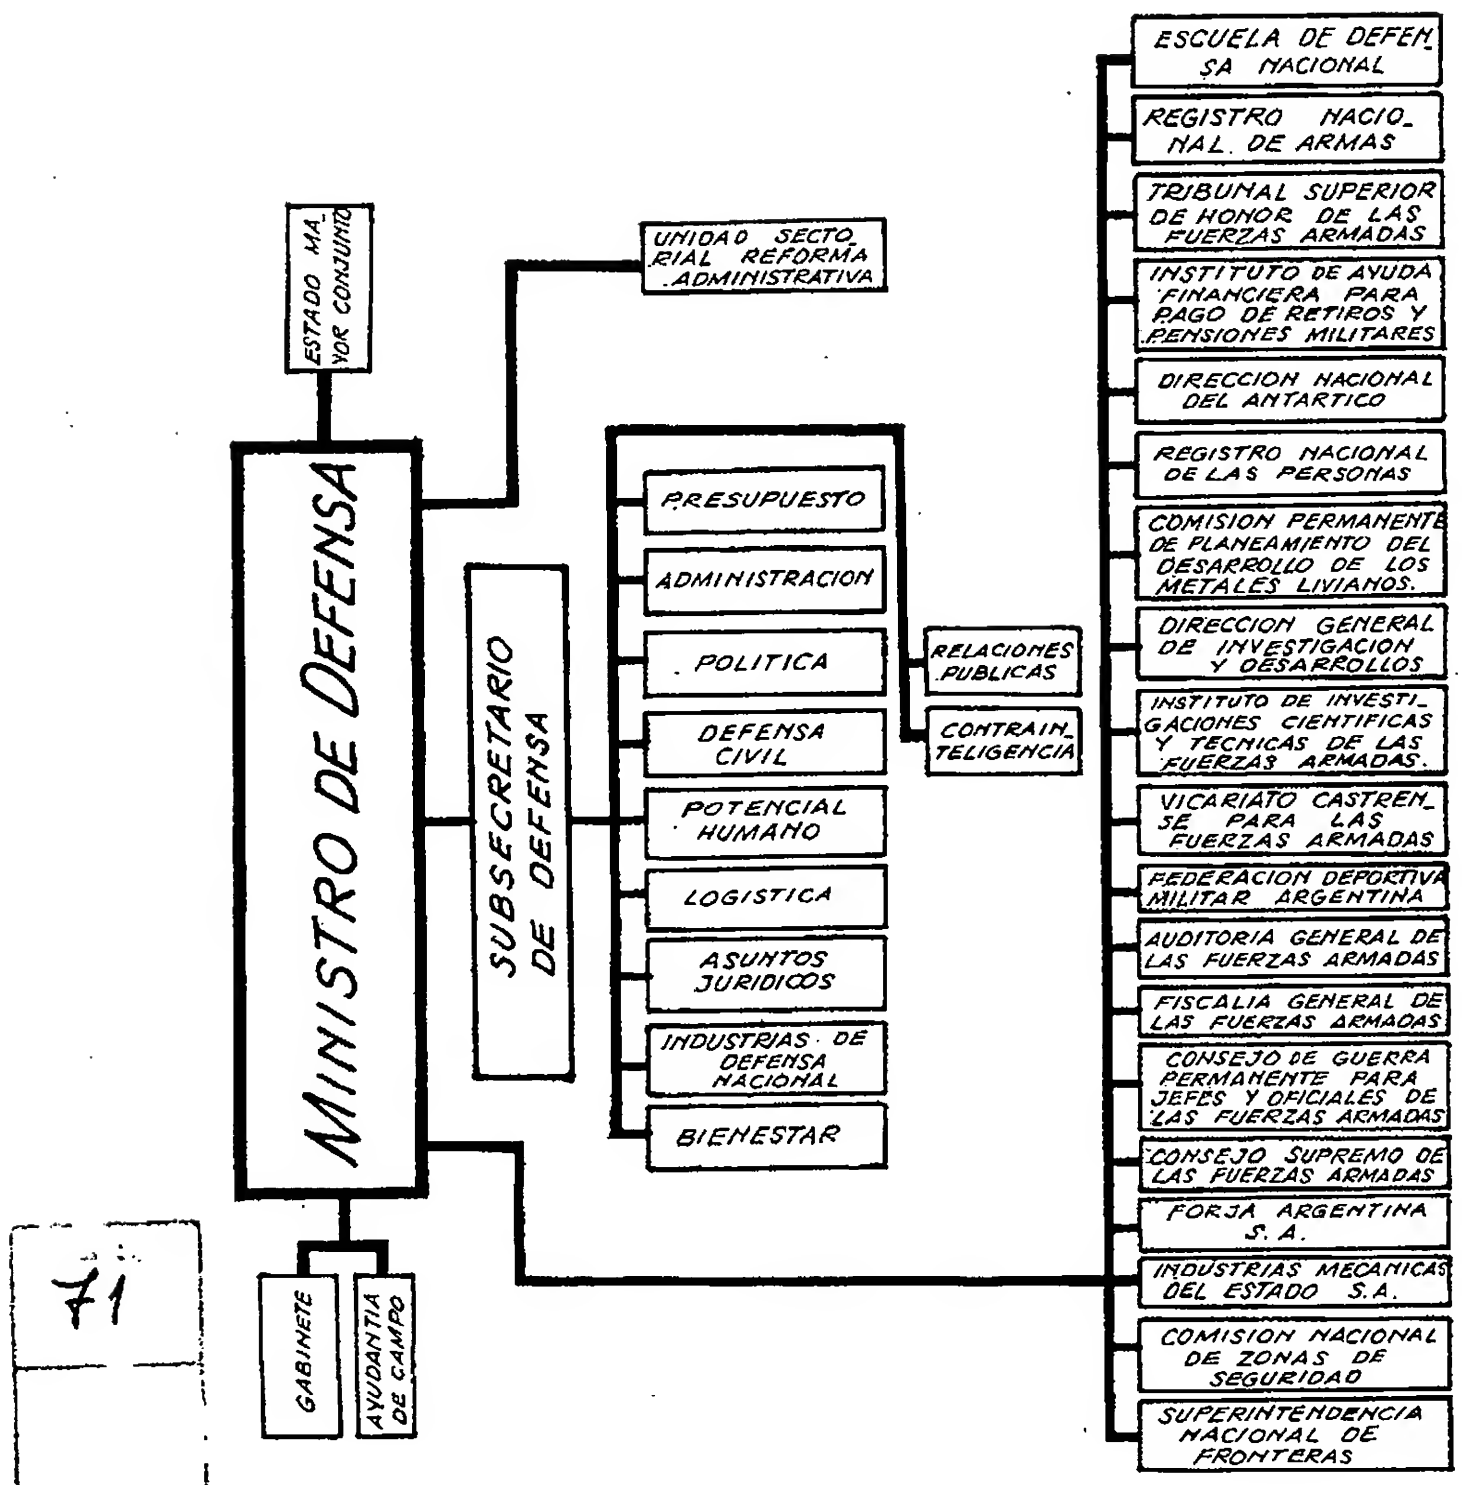 ESTADO MA_
YOR CONJUNTO
MINISTRO DE DEFENSA
GABINETE
AYUDANTIA
DE CAMPO
71
SUBSECRETARIO
DE DEFENSA
UNIDAD SECTO_
RIAL REFORMA
ADMINISTRATIVA
PRESUPUESTO
ADMINISTRACION
POLITICA
DEFENSA
CIVIL
POTENCIAL
HUMANO
LOGISTICA
ASUNTOS
JURIDICOS
INDUSTRIAS DE
DEFENSA
NACIONAL
BIENESTAR
RELACIONES
PUBLICAS
CONTRAIN_
TELIGENCIA
ESCUELA DE DEFEN_
SA NACIONAL
REGISTRO NACIO_
NAL. DE ARMAS
TRIBUNAL SUPERIOR
DE HONOR DE LAS
FUERZAS ARMADAS
INSTITUTO DE AYUDA
FINANCIERA PARA
PAGO DE RETIROS Y
PENSIONES MILITARES
DIRECCION NACIONAL
DEL ANTARTICO
REGISTRO NACIONAL
DE LAS PERSONAS
COMISION PERMANENTE
DE PLANEAMIENTO DEL
DESARROLLO DE LOS
METALES LIVIANOS.
DIRECCION GENERAL
DE INVESTIGACION
Y DESARROLLOS
INSTITUTO DE INVESTI_
GACIONES CIENTIFICAS
Y TECNICAS DE LAS
FUERZAS ARMADAS.
VICARIATO CASTREN_
SE PARA LAS
FUERZAS ARMADAS
FEDERACION DEPORTIVA
MILITAR ARGENTINA
AUDITORIA GENERAL DE
LAS FUERZAS ARMADAS
FISCALIA GENERAL DE
LAS FUERZAS ARMADAS
CONSEJO DE GUERRA
PERMANENTE PARA
JEFES Y OFICIALES DE
LAS FUERZAS ARMADAS
CONSEJO SUPREMO DE
LAS FUERZAS ARMADAS
FORJA ARGENTINA
S. A.
INDUSTRIAS MECANICAS
DEL ESTADO S.A.
COMISION NACIONAL
DE ZONAS DE
SEGURIDAD
SUPERINTENDENCIA
NACIONAL DE
FRONTERAS